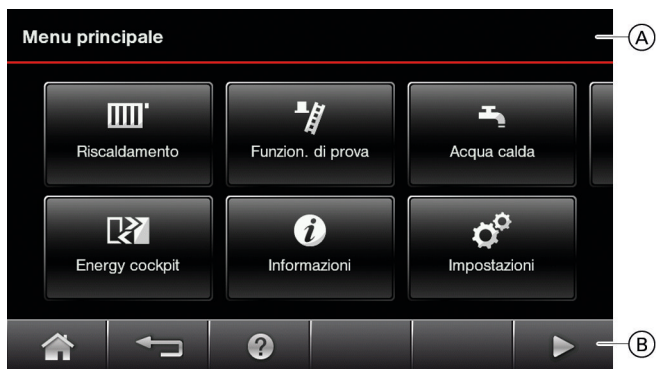 Menu principale
A
Riscaldamento
Funzion. di prova
Acqua calda
Energy cockpit
Informazioni
Impostazioni
?
B